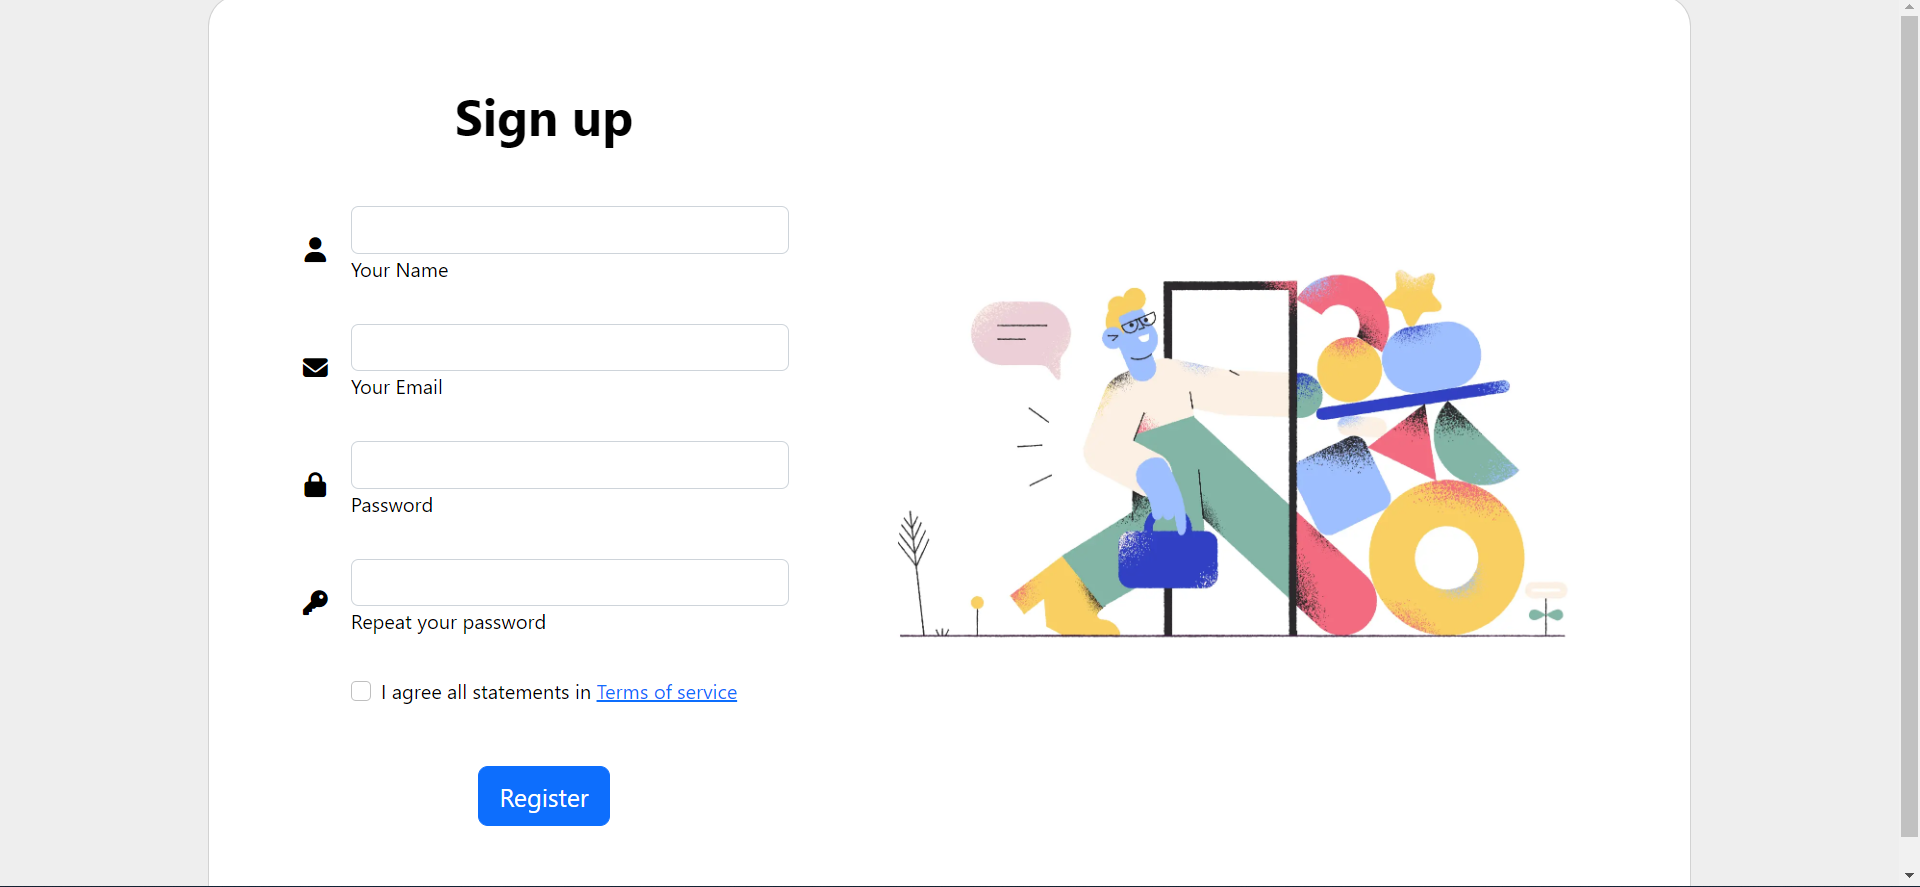 Sign up
Your Name
Your Email
Password
Repeat your password
I agree all statements in Terms of service
Register